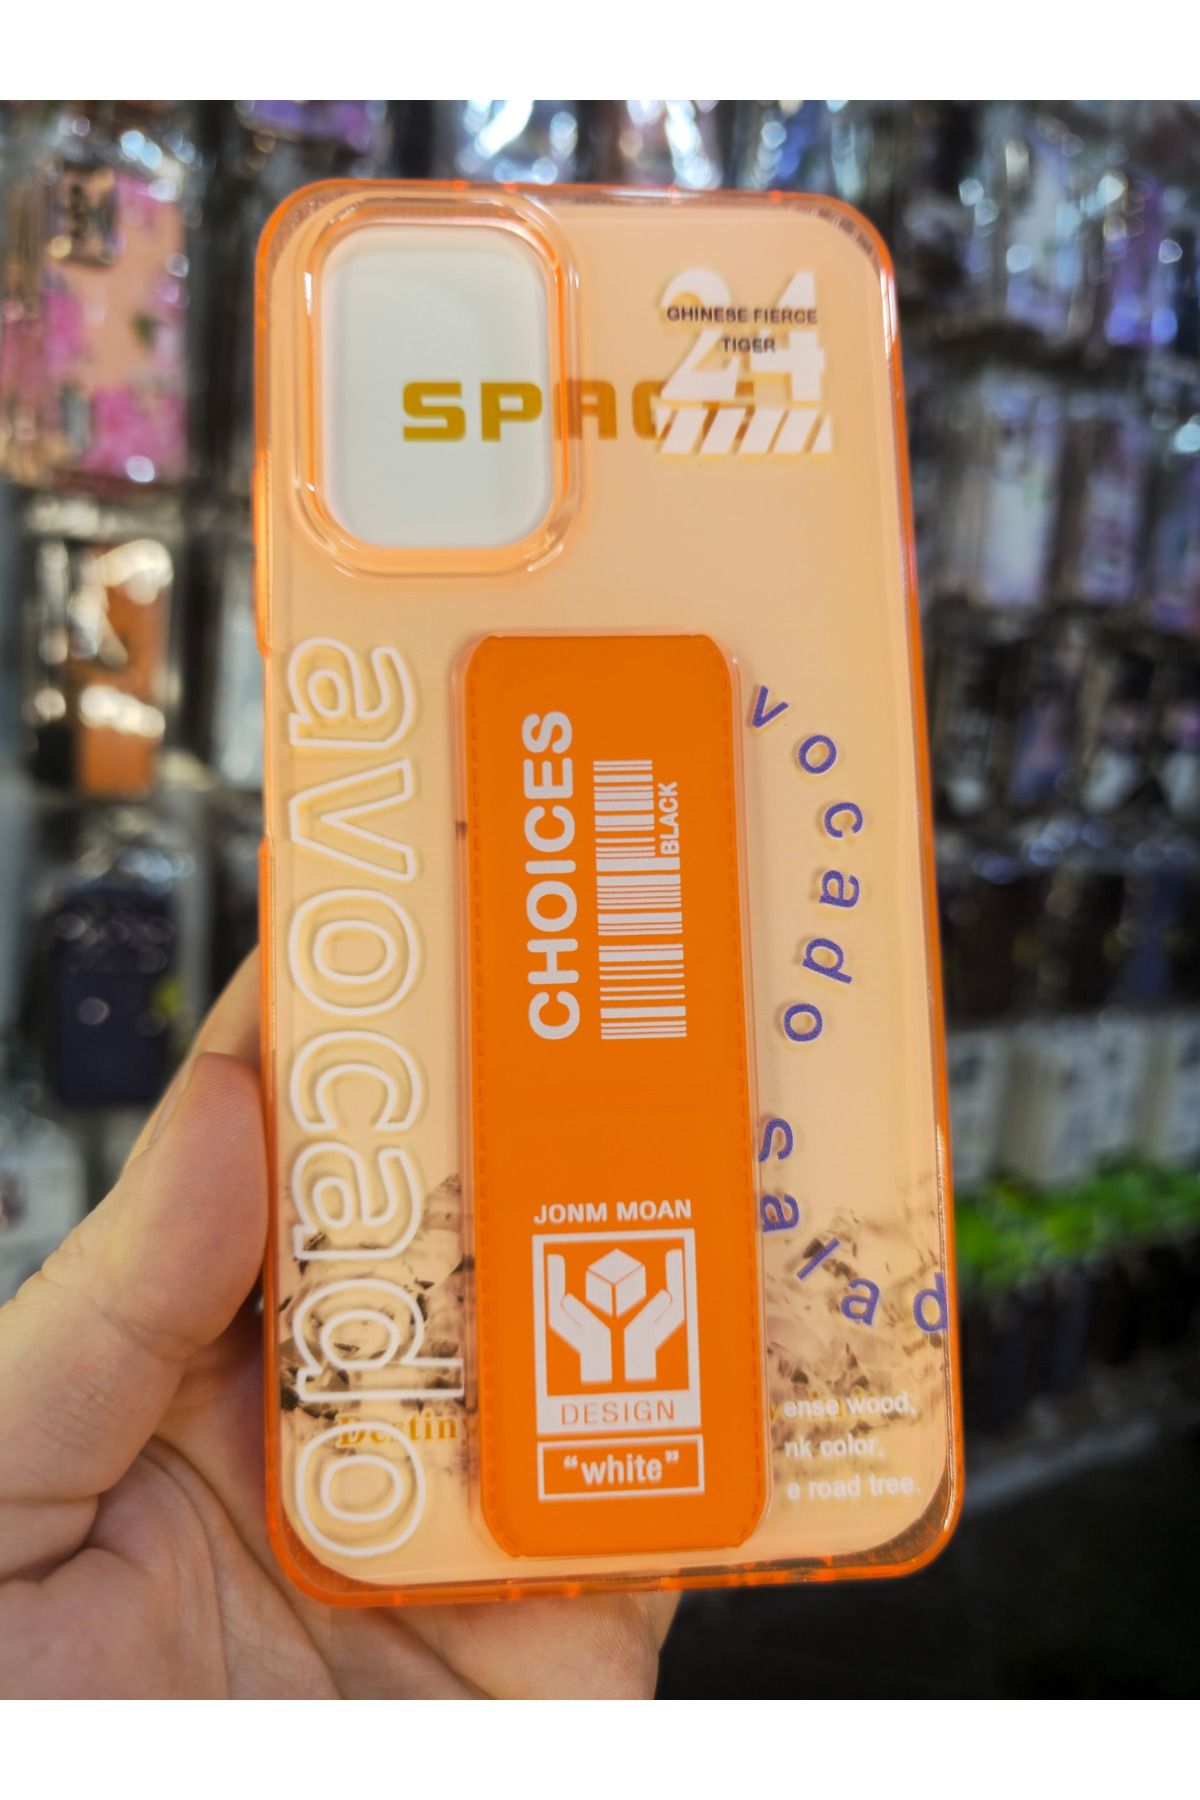 24
GHINESE FIERCE
TIGER
SPAC
avocado
CHOICES
BLACK
vocado salad
JONM MOAN
DESIGN
"white"
Destin
ense wood,
nk color,
e road tree.